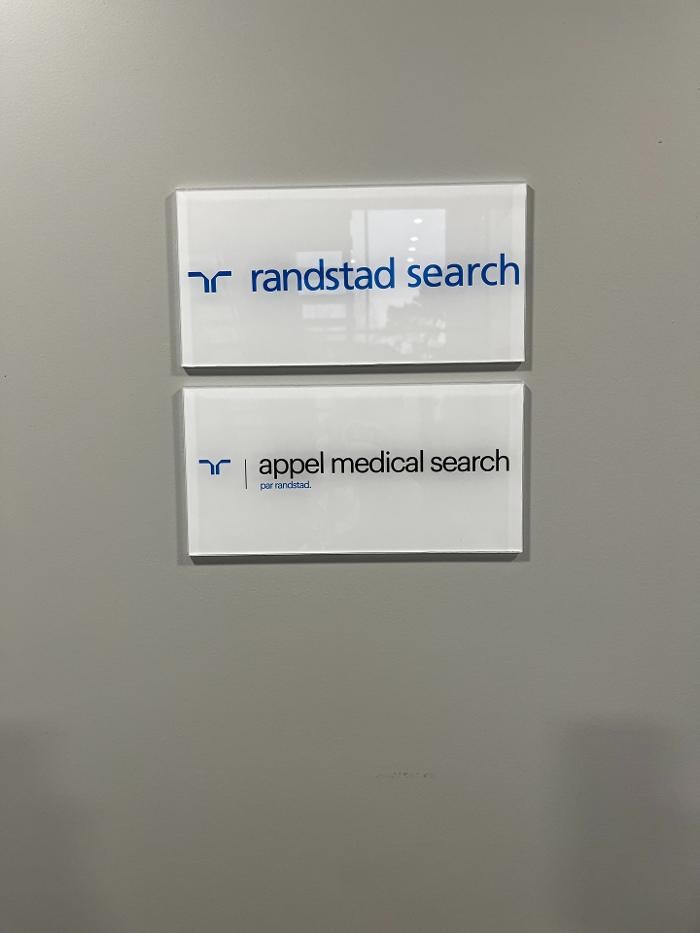 randstad search
appel medical search
par randstad.